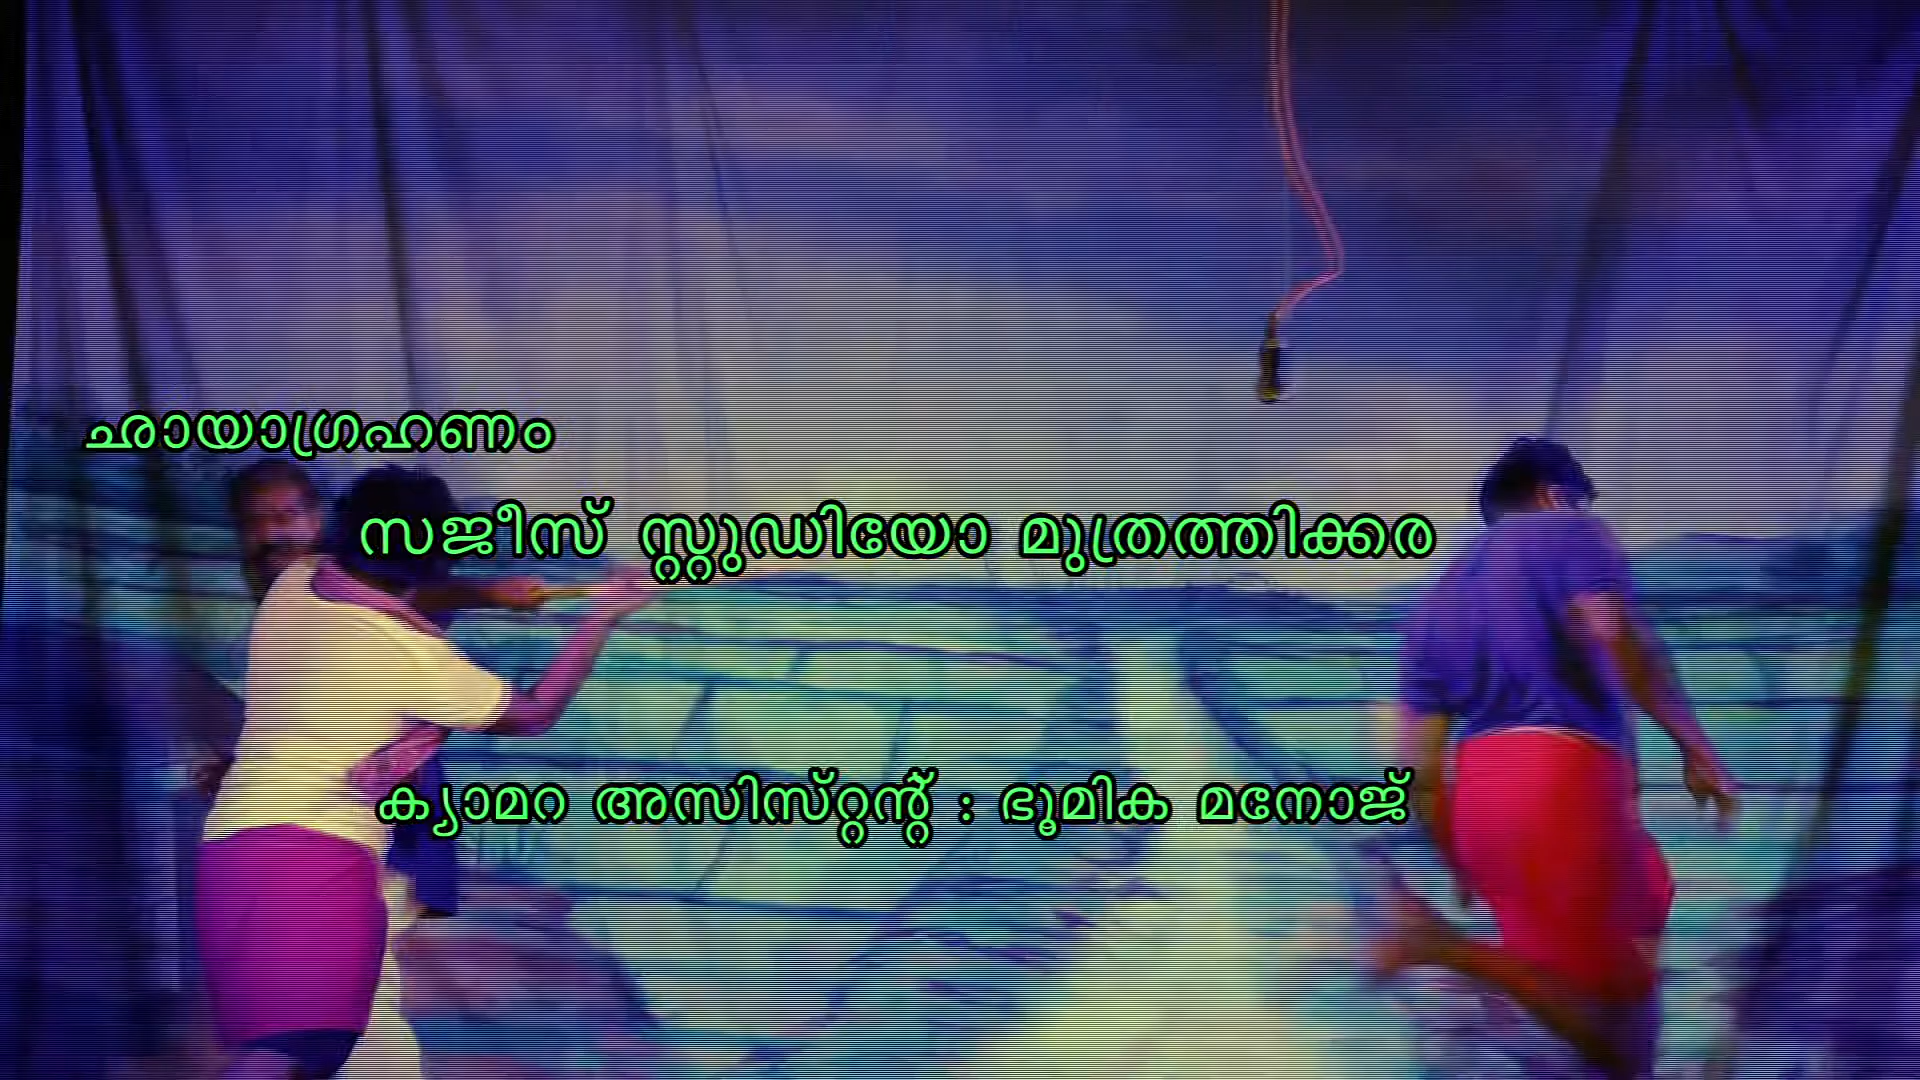 ഛായാഗ്രഹണം
സജീസ് സ്റ്റുഡിയോ മുത്രത്തിക്കര
ക്യാമറ അസിസ്റ്റന്റ് : ഭൂമിക മനോജ്